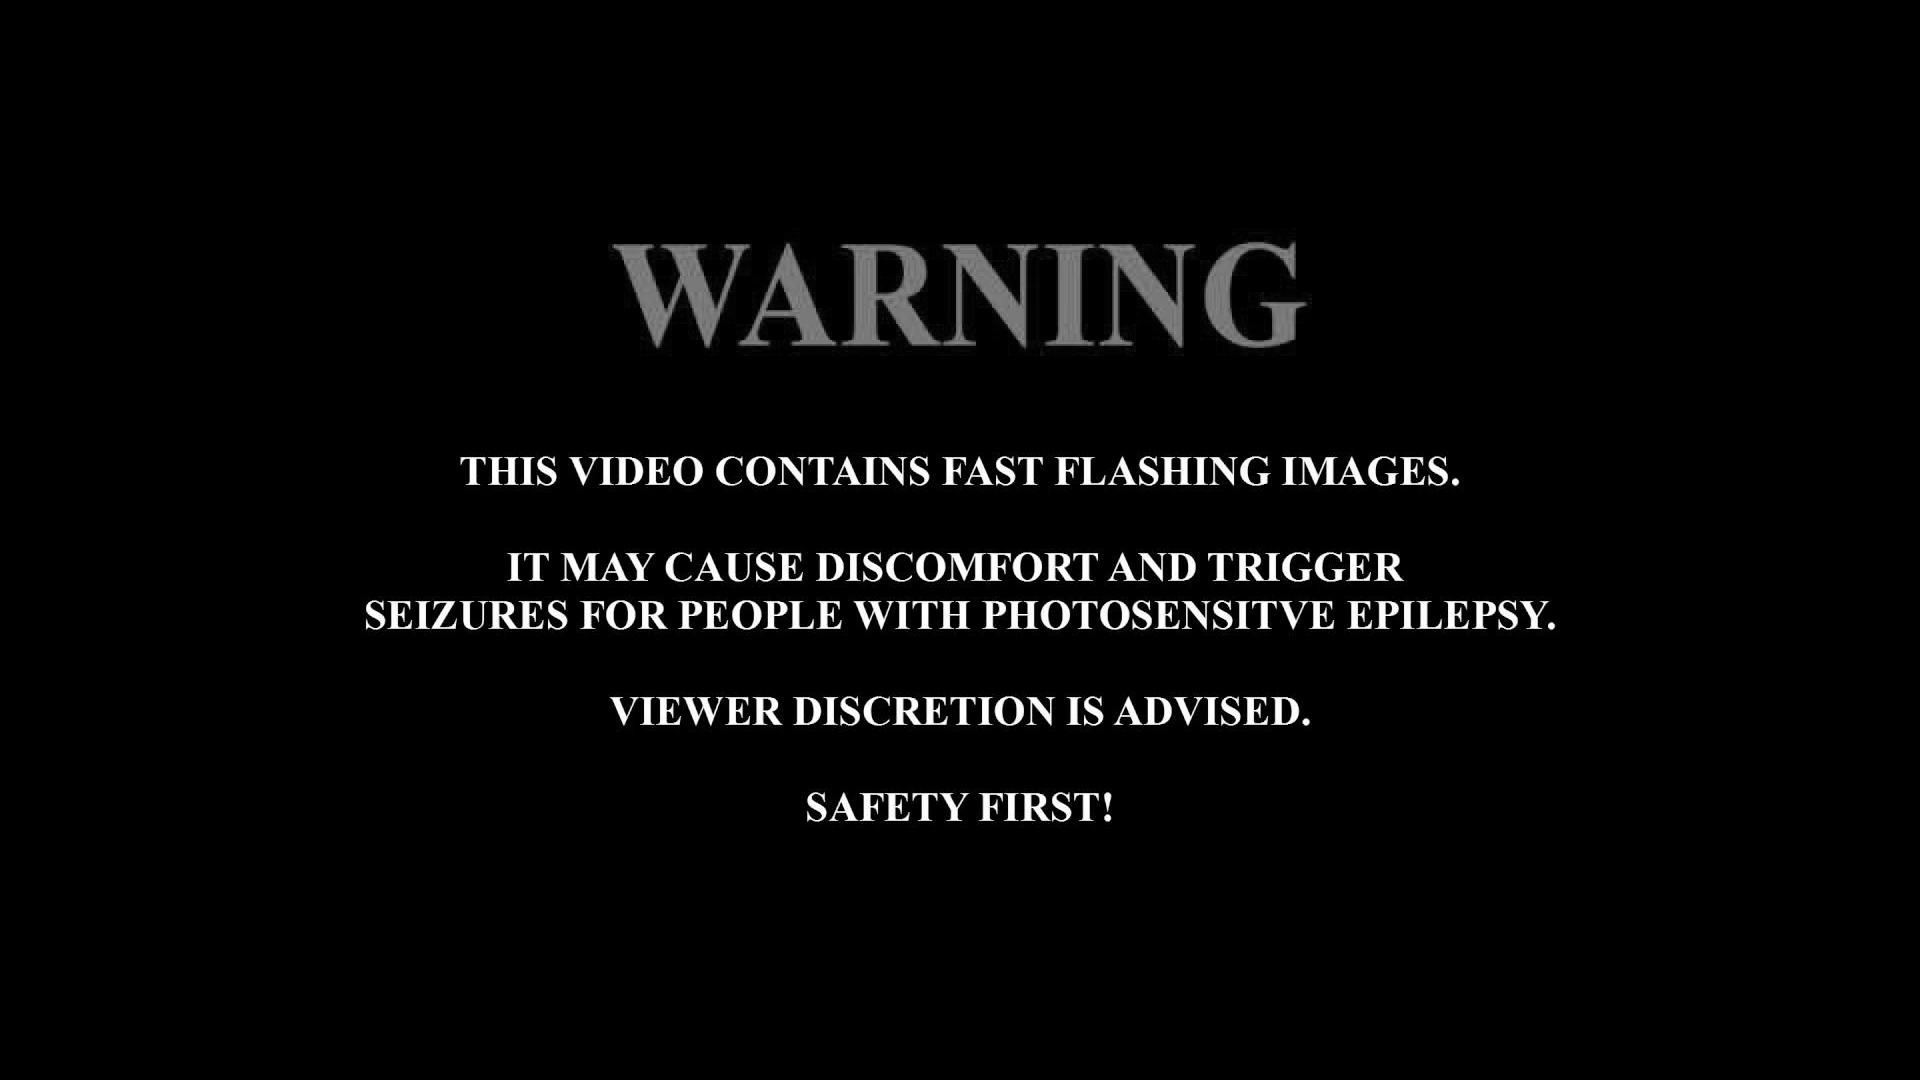 WARNING
THIS VIDEO CONTAINS FAST FLASHING IMAGES.
IT MAY CAUSE DISCOMFORT AND TRIGGER
SEIZURES FOR PEOPLE WITH PHOTOSENSITVE EPILEPSY.
VIEWER DISCRETION IS ADVISED.
SAFETY FIRST!